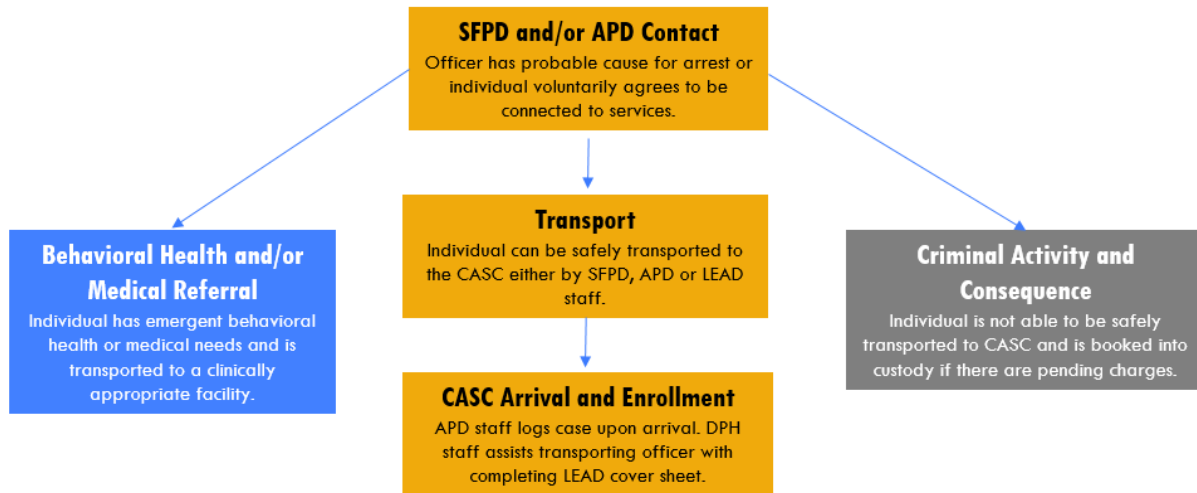 SFPD and/or APD Contact
Officer has probable cause for arrest or
individual voluntarily agrees to be
connected to services.
Behavioral Health and/or
Medical Referral
Individual has emergent behavioral
health or medical needs and is
transported to a clinically
appropriate facility.
Transport
Individual can be safely transported to
the CASC either by SFPD, APD or LEAD
staff.
Criminal Activity and
Consequence
Individual is not able to be safely
transported to CASC and is booked into
custody if there are pending charges.
CASC Arrival and Enrollment
APD staff logs case upon arrival. DPH
staff assists transporting officer with
completing LEAD cover sheet.